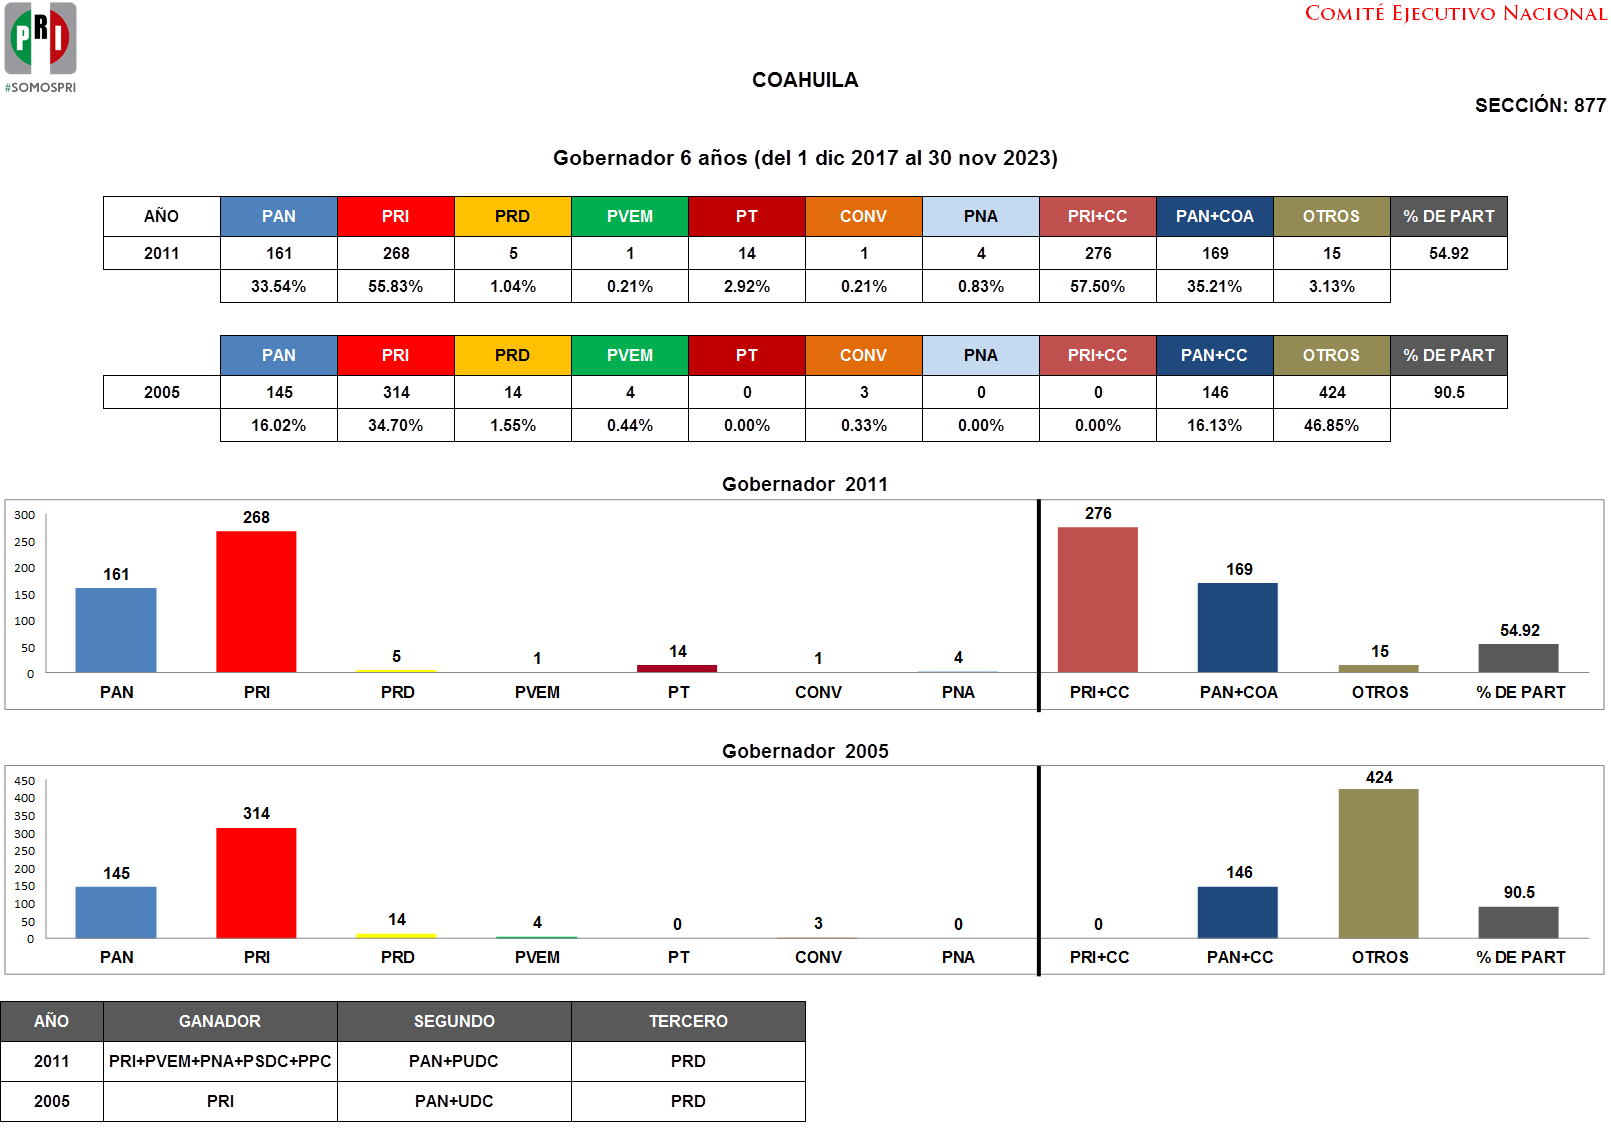 PRI
#SOMOSPRI
COMITÉ EJECUTIVO NACIONAL
COAHUILA
SECCIÓN: 877
Gobernador 6 años (del 1 dic 2017 al 30 nov 2023)
AÑO PAN PRI PRD PVEM PT CONV PNA PRI+CC PAN+COA OTROS % DE PART
2011 161 268 5 1 14 1 4 276 169 15 54.92
33.54% 55.83% 1.04% 0.21% 2.92% 0.21% 0.83% 57.50% 35.21% 3.13%
PAN PRI PRD PVEM PT CONV PNA PRI+CC PAN+CC OTROS % DE PART
2005 145 314 14 4 0 3 0 0 146 424 90.5
16.02% 34.70% 1.55% 0.44% 0.00% 0.33% 0.00% 0.00% 16.13% 46.85%
Gobernador 2011
300
250
200
150
100
50
0
161 268 5 1 14 1 4 276 169 15 54.92
PAN PRI PRD PVEM PT CONV PNA PRI+CC PAN+COA OTROS % DE PART
Gobernador 2005
450
400
350
300
250
200
150
100
50
0
145 314 14 4 0 3 0 0 146 424 90.5
PAN PRI PRD PVEM PT CONV PNA PRI+CC PAN+CC OTROS % DE PART
AÑO GANADOR SEGUNDO TERCERO
2011 PRI+PVEM+PNA+PSDC+PPC PAN+PUDC PRD
2005 PRI PAN+UDC PRD